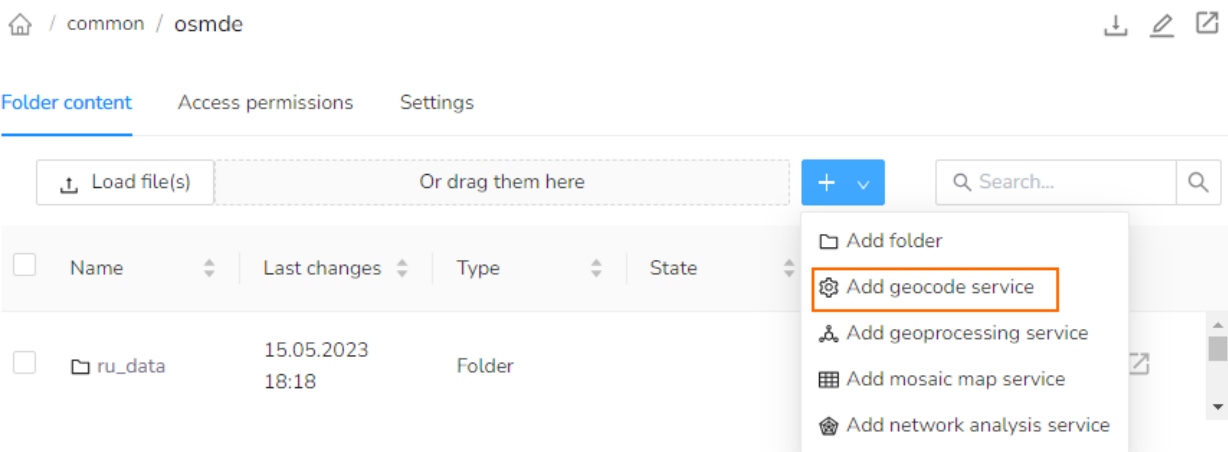 / common / osmde
Folder content Access permissions Settings
Load file(s) Or drag them here + Search...
Add folder
Name Last changes Type State
Add geocode service
Add geoprocessing service
ru_data 15.05.2023 18:18 Folder
Add mosaic map service
Add network analysis service